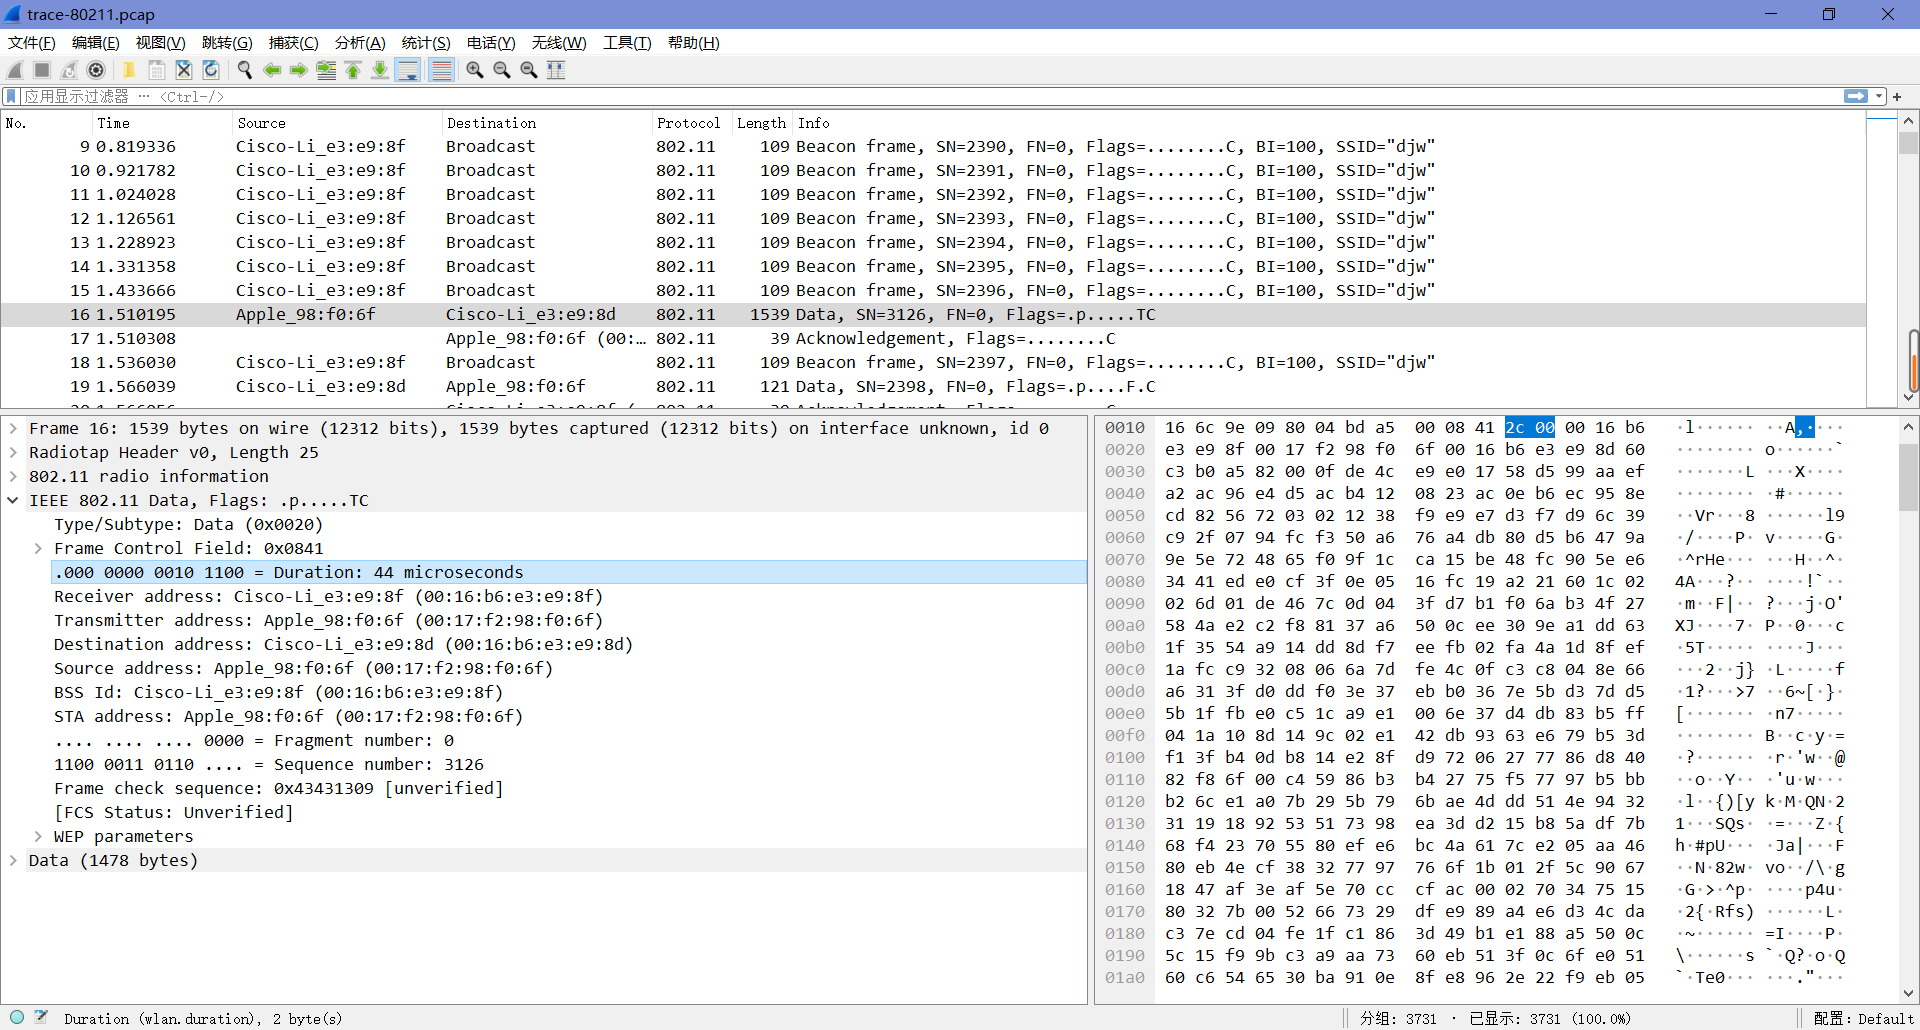 trace-80211.pcap
文件(F) 编辑(E) 视图(V) 跳转(G) 捕获(C) 分析(A) 统计(S) 电话(Y) 无线(W) 工具(T) 帮助(H)
应用显示过滤器 … <Ctrl-/>
No. Time Source Destination Protocol Length Info
9 0.819336 Cisco-Li_e3:e9:8f Broadcast 802.11 109 Beacon frame, SN=2390, FN=0, Flags=........C, BI=100, SSID="djw"
10 0.921782 Cisco-Li_e3:e9:8f Broadcast 802.11 109 Beacon frame, SN=2391, FN=0, Flags=........C, BI=100, SSID="djw"
11 1.024028 Cisco-Li_e3:e9:8f Broadcast 802.11 109 Beacon frame, SN=2392, FN=0, Flags=........C, BI=100, SSID="djw"
12 1.126561 Cisco-Li_e3:e9:8f Broadcast 802.11 109 Beacon frame, SN=2393, FN=0, Flags=........C, BI=100, SSID="djw"
13 1.228923 Cisco-Li_e3:e9:8f Broadcast 802.11 109 Beacon frame, SN=2394, FN=0, Flags=........C, BI=100, SSID="djw"
14 1.331358 Cisco-Li_e3:e9:8f Broadcast 802.11 109 Beacon frame, SN=2395, FN=0, Flags=........C, BI=100, SSID="djw"
15 1.433666 Cisco-Li_e3:e9:8f Broadcast 802.11 109 Beacon frame, SN=2396, FN=0, Flags=........C, BI=100, SSID="djw"
16 1.510195 Apple_98:f0:6f Cisco-Li_e3:e9:8d 802.11 1539 Data, SN=3126, FN=0, Flags=.p.....TC
17 1.510308 Apple_98:f0:6f (00:… 802.11 39 Acknowledgement, Flags=........C
18 1.536030 Cisco-Li_e3:e9:8f Broadcast 802.11 109 Beacon frame, SN=2397, FN=0, Flags=........C, BI=100, SSID="djw"
19 1.566039 Cisco-Li_e3:e9:8d Apple_98:f0:6f 802.11 121 Data, SN=2398, FN=0, Flags=.p....F.C
Frame 16: 1539 bytes on wire (12312 bits), 1539 bytes captured (12312 bits) on interface unknown, id 0
Radiotap Header v0, Length 25
802.11 radio information
IEEE 802.11 Data, Flags: .p.....TC
Type/Subtype: Data (0x0020)
Frame Control Field: 0x0841
.000 0000 0010 1100 = Duration: 44 microseconds
Receiver address: Cisco-Li_e3:e9:8f (00:16:b6:e3:e9:8f)
Transmitter address: Apple_98:f0:6f (00:17:f2:98:f0:6f)
Destination address: Cisco-Li_e3:e9:8d (00:16:b6:e3:e9:8d)
Source address: Apple_98:f0:6f (00:17:f2:98:f0:6f)
BSS Id: Cisco-Li_e3:e9:8f (00:16:b6:e3:e9:8f)
STA address: Apple_98:f0:6f (00:17:f2:98:f0:6f)
.... .... .... 0000 = Fragment number: 0
1100 0011 0110 .... = Sequence number: 3126
Frame check sequence: 0x43431309 [unverified]
[FCS Status: Unverified]
WEP parameters
Data (1478 bytes)
0010 16 6c 9e 09 80 04 bd a5 00 08 41 2c 00 00 16 b6 ·l······ ··A,····
0020 e3 e9 8f 00 17 f2 98 f0 6f 00 16 b6 e3 e9 8d 60 ········ o······`
0030 c3 b0 a5 82 00 0f de 4c e9 e0 17 58 d5 99 aa ef ·······L ···X····
0040 a2 ac 96 e4 d5 ac b4 12 08 23 ac 0e b6 ec 95 8e ········ ·#······
0050 cd 82 56 72 03 02 12 38 f9 e9 e7 d3 f7 d9 6c 39 ··Vr···8 ······l9
0060 c9 2f 07 94 fc f3 50 a6 76 a4 db 80 d5 b6 47 9a ·/····P· v·····G·
0070 9e 5e 72 48 65 f0 9f 1c ca 15 be 48 fc 90 5e e6 ·^rHe··· ···H··^·
0080 34 41 ed e0 cf 3f 0e 05 16 fc 19 a2 21 60 1c 02 4A···?·· ····!`··
0090 02 6d 01 de 46 7c 0d 04 3f d7 b1 f0 6a b3 4f 27 ·m··F|·· ?···j·O'
00a0 58 4a e2 c2 f8 81 37 a6 50 0c ee 30 9e a1 dd 63 XJ····7· P··0···c
00b0 1f 35 54 a9 14 dd 8d f7 ee fb 02 fa 4a 1d 8f ef ·5T····· ····J···
00c0 1a fc c9 32 08 06 6a 7d fe 4c 0f c3 c8 04 8e 66 ···2··j} ·L·····f
00d0 a6 31 3f d0 dd f0 3e 37 eb b0 36 7e 5b d3 7d d5 ·1?···>7 ··6~[·}·
00e0 5b 1f fb e0 c5 1c a9 e1 00 6e 37 d4 db 83 b5 ff [······· ·n7·····
00f0 04 1a 10 8d 14 9c 02 e1 42 db 93 63 e6 79 b5 3d ········ B··c·y·=
0100 f1 3f b4 0d b8 14 e2 8f d9 72 06 27 77 86 d8 40 ·?······ ·r·'w··@
0110 82 f8 6f 00 c4 59 86 b3 b4 27 75 f5 77 97 b5 bb ··o··Y·· ·'u·w···
0120 b2 6c e1 a0 7b 29 5b 79 6b ae 4d dd 51 4e 94 32 ·l··{)[y k·M·QN·2
0130 31 19 18 92 53 51 73 98 ea 3d d2 15 b8 5a df 7b 1···SQs· ·=···Z·{
0140 68 f4 23 70 55 80 ef e6 bc 4a 61 7c e2 05 aa 46 h·#pU··· ·Ja|···F
0150 80 eb 4e cf 38 32 77 97 76 6f 1b 01 2f 5c 90 67 ··N·82w· vo··/\·g
0160 18 47 af 3e af 5e 70 cc cf ac 00 02 70 34 75 15 ·G·>·^p· ····p4u·
0170 80 32 7b 00 52 66 73 29 df e9 89 a4 e6 d3 4c da ·2{·Rfs) ······L·
0180 c3 7e cd 04 fe 1f c1 86 3d 49 b1 e1 88 a5 50 0c ·~······ =I····P·
0190 5c 15 f9 9b c3 a9 aa 73 60 eb 51 3f 0c 6f e0 51 \······s `·Q?·o·Q
01a0 60 c6 54 65 30 ba 91 0e 8f e8 96 2e 22 f9 eb 05 `·Te0··· ···."···
Duration (wlan.duration), 2 byte(s)
分组: 3731 · 已显示: 3731 (100.0%)
配置: Default